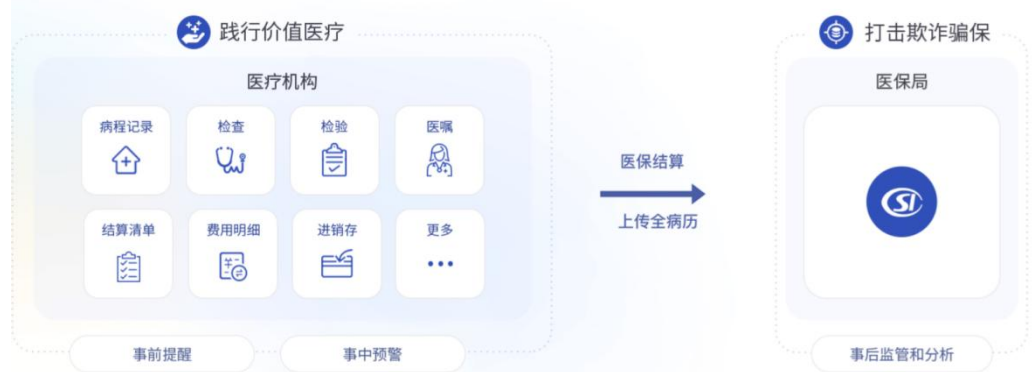 践行价值医疗
医疗机构
病程记录
检查
检验
医嘱
结算清单
费用明细
进销存
更多
事前提醒
事中预警
医保结算
上传全病历
打击欺诈骗保
医保局
CSI
事后监管和分析